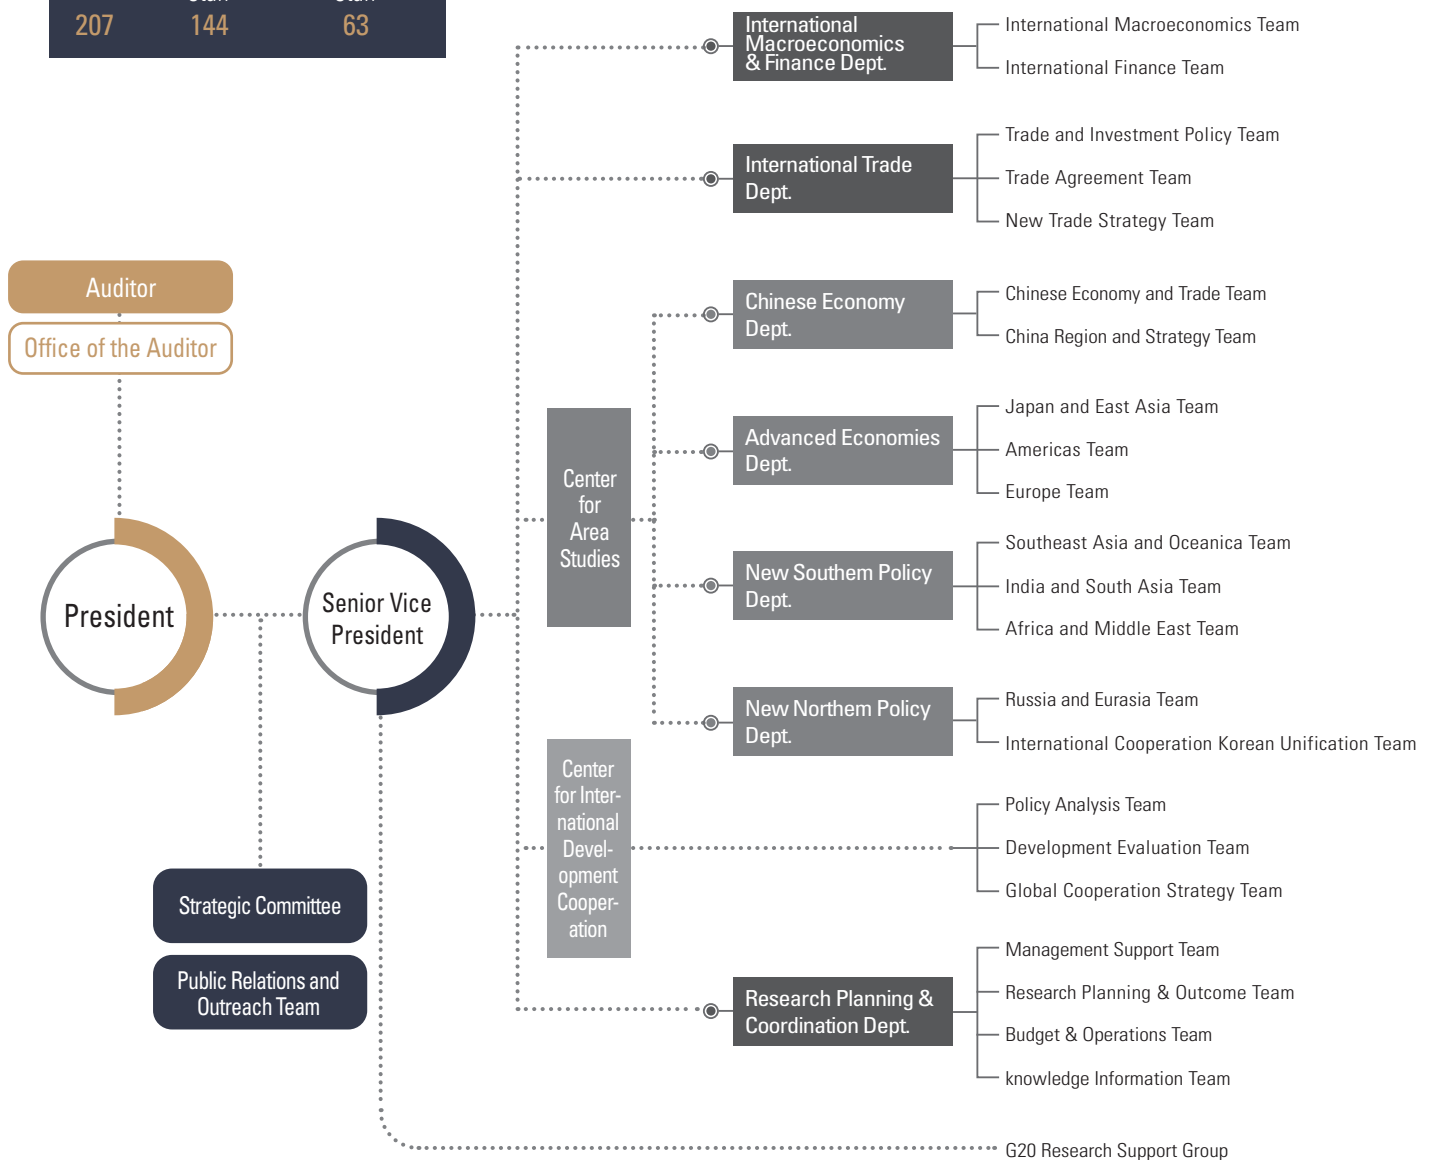 207 144 63
Auditor
Office of the Auditor
President
Senior Vice
President
Strategic Committee
Public Relations and
Outreach Team
Center
for
Area
Studies
Center
for Inter-
national
Devel-
opment
Cooper-
ation
International
Macroeconomics
& Finance Dept.
International Macroeconomics Team
International Finance Team
International Trade
Dept.
Trade and Investment Policy Team
Trade Agreement Team
New Trade Strategy Team
Chinese Economy
Dept.
Chinese Economy and Trade Team
China Region and Strategy Team
Advanced Economies
Dept.
Japan and East Asia Team
Americas Team
Europe Team
New Southem Policy
Dept.
Southeast Asia and Oceanica Team
India and South Asia Team
Africa and Middle East Team
New Northem Policy
Dept.
Russia and Eurasia Team
International Cooperation Korean Unification Team
Policy Analysis Team
Development Evaluation Team
Global Cooperation Strategy Team
Research Planning &
Coordination Dept.
Management Support Team
Research Planning & Outcome Team
Budget & Operations Team
knowledge Information Team
G20 Research Support Group